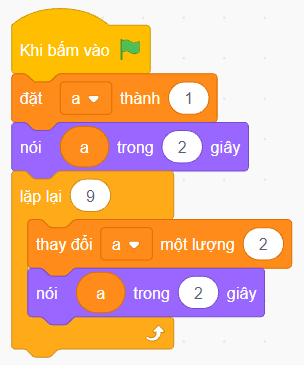 Khi bấm vào
đặt a thành 1
nói a trong 2 giây
lặp lại 9
thay đổi a một lượng 2
nói a trong 2 giây